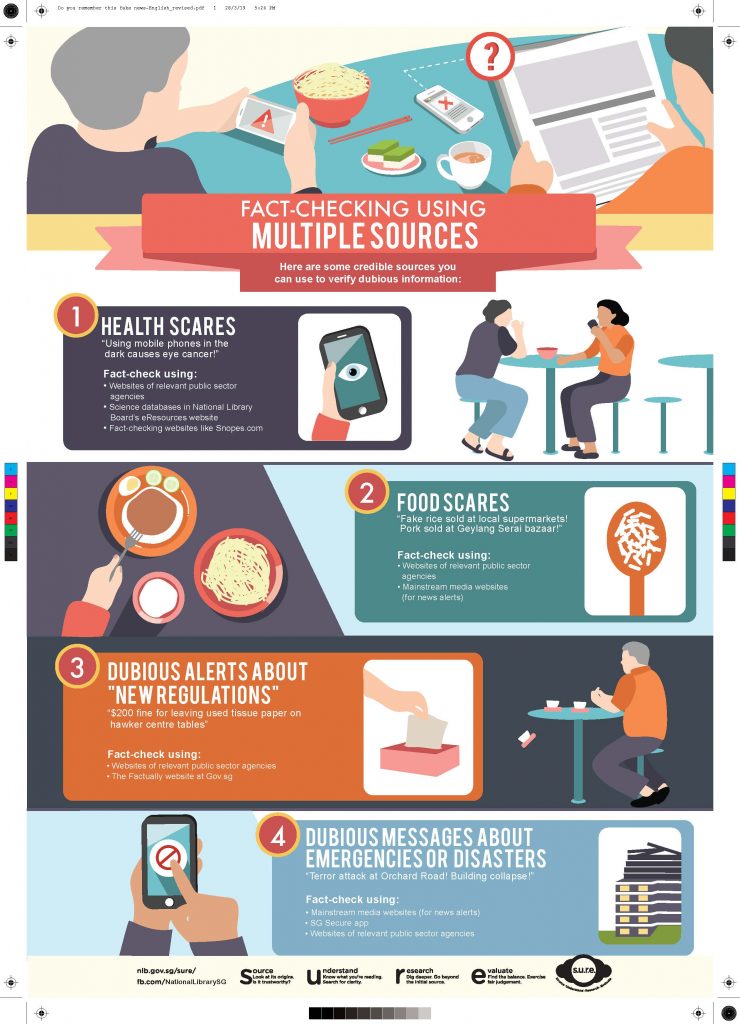 Do you remember this fake news-English_revised.pdf 1 28/3/19 5:26 PM
?
FACT-CHECKING USING
MULTIPLE SOURCES
Here are some credible sources you
can use to verify dubious information:
1
HEALTH SCARES
“Using mobile phones in the
dark causes eye cancer!”
Fact-check using:
• Websites of relevant public sector
agencies
• Science databases in National Library
Board’s eResources website
• Fact-checking websites like Snopes.com
2
FOOD SCARES
“Fake rice sold at local supermarkets!
Pork sold at Geylang Serai bazaar!”
Fact-check using:
• Websites of relevant public sector
agencies
• Mainstream media websites
(for news alerts)
3
DUBIOUS ALERTS ABOUT
"NEW REGULATIONS"
“$200 fine for leaving used tissue paper on
hawker centre tables”
Fact-check using:
• Websites of relevant public sector agencies
• The Factually website at Gov.sg
4
DUBIOUS MESSAGES ABOUT
EMERGENCIES OR DISASTERS
“Terror attack at Orchard Road! Building collapse!”
Fact-check using:
• Mainstream media websites (for news alerts)
• SG Secure app
• Websites of relevant public sector agencies
nlb.gov.sg/sure/
fb.com/NationalLibrarySG
source
Look at its origins.
Is it trustworthy?
understand
Know what you're reading.
Search for clarity.
research
Dig deeper. Go beyond
the initial source.
evaluate
Find the balance. Exercise
fair judgement.
s.u.r.e.